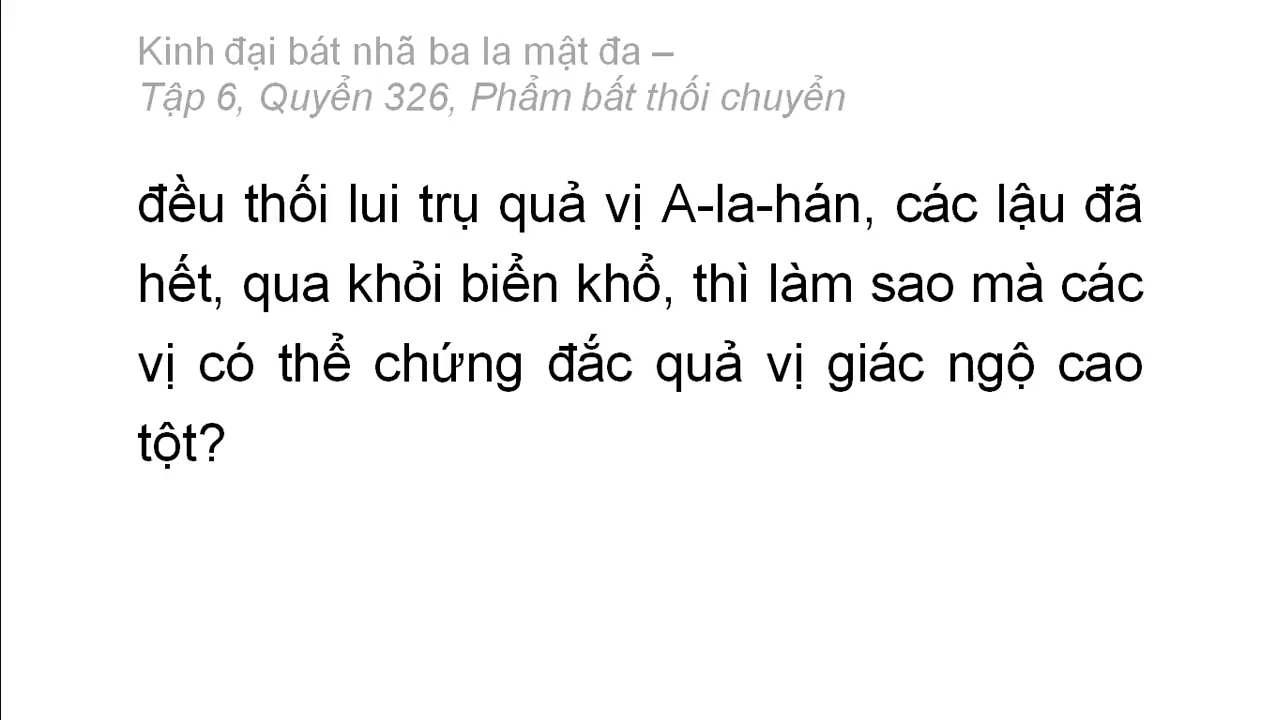 Kinh đại bát nhã ba la mật đa –
Tập 6, Quyển 326, Phẩm bất thối chuyển
đều thối lui trụ quả vị A-la-hán, các lậu đã
hết, qua khỏi biển khổ, thì làm sao mà các
vị có thể chứng đắc quả vị giác ngộ cao
tột?